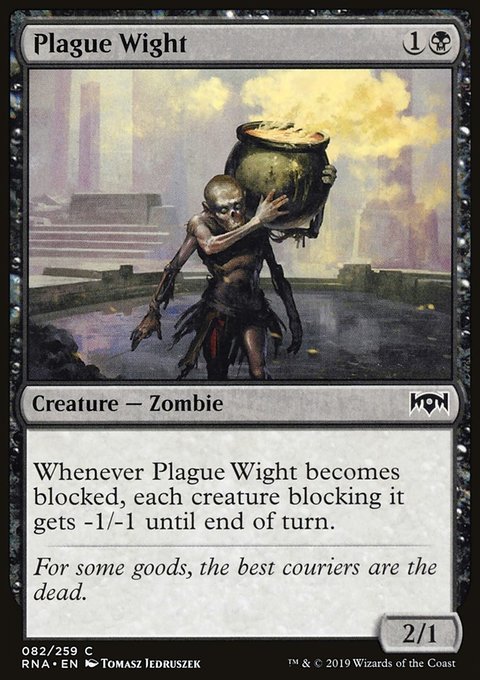 Plague Wight 1
Creature — Zombie
Whenever Plague Wight becomes
blocked, each creature blocking it
gets -1/-1 until end of turn.
For some goods, the best couriers are the
dead.
2/1
082/259 C
RNA • EN Tomasz Jedruszek
™ & © 2019 Wizards of the Coast